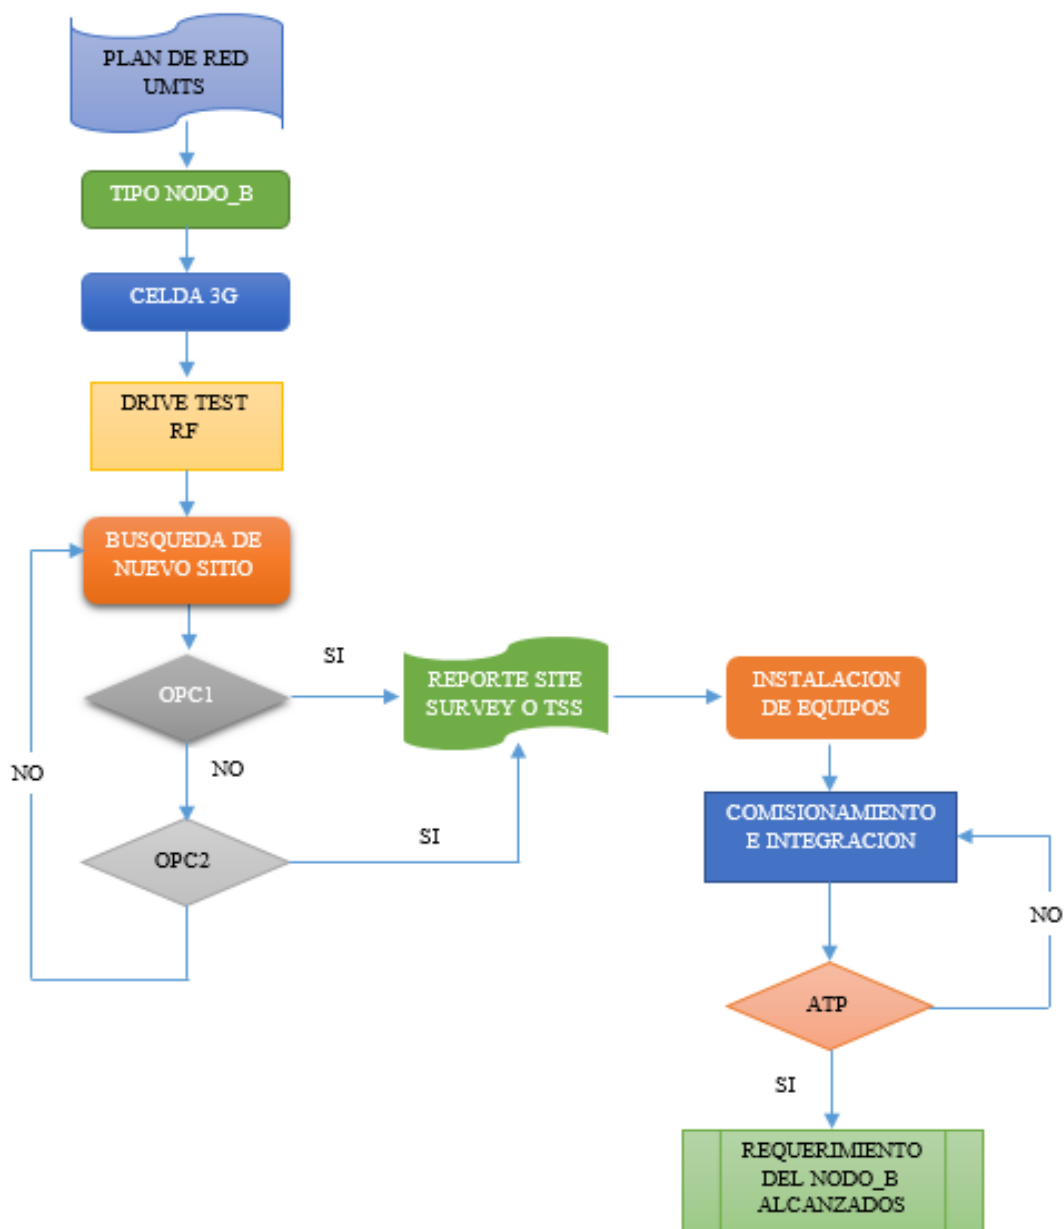 PLAN DE RED
UMTS
TIPO NODO_B
CELDA 3G
DRIVE TEST
RF
BUSQUEDA DE
NUEVO SITIO
OPC1
SI
NO
NO
OPC2
SI
REPORTE SITE
SURVEY O TSS
INSTALACION
DE EQUIPOS
COMISIONAMIENTO
E INTEGRACION
NO
ATP
SI
REQUERIMIENTO
DEL NODO_B
ALCANZADOS